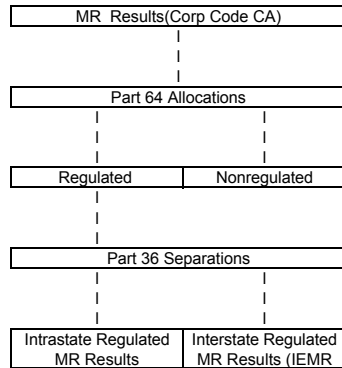 MR Results(Corp Code CA)
Part 64 Allocations
Regulated
Nonregulated
Part 36 Separations
Intrastate Regulated
MR Results
Interstate Regulated
MR Results (IEMR